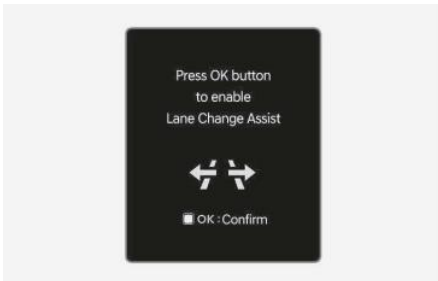 Press OK button
to enable
Lane Change Assist
OK : Confirm